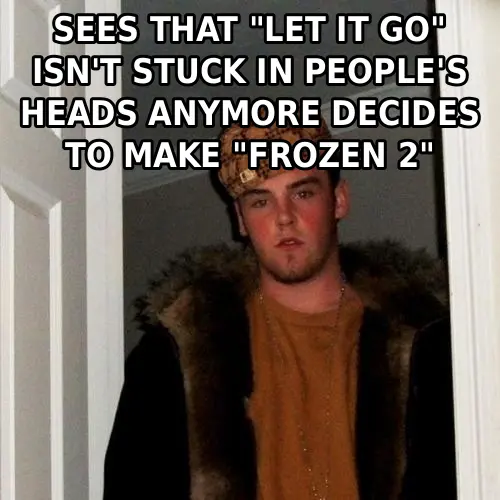 SEES THAT "LET IT GO"
ISN'T STUCK IN PEOPLE'S
HEADS ANYMORE DECIDES
TO MAKE "FROZEN 2"